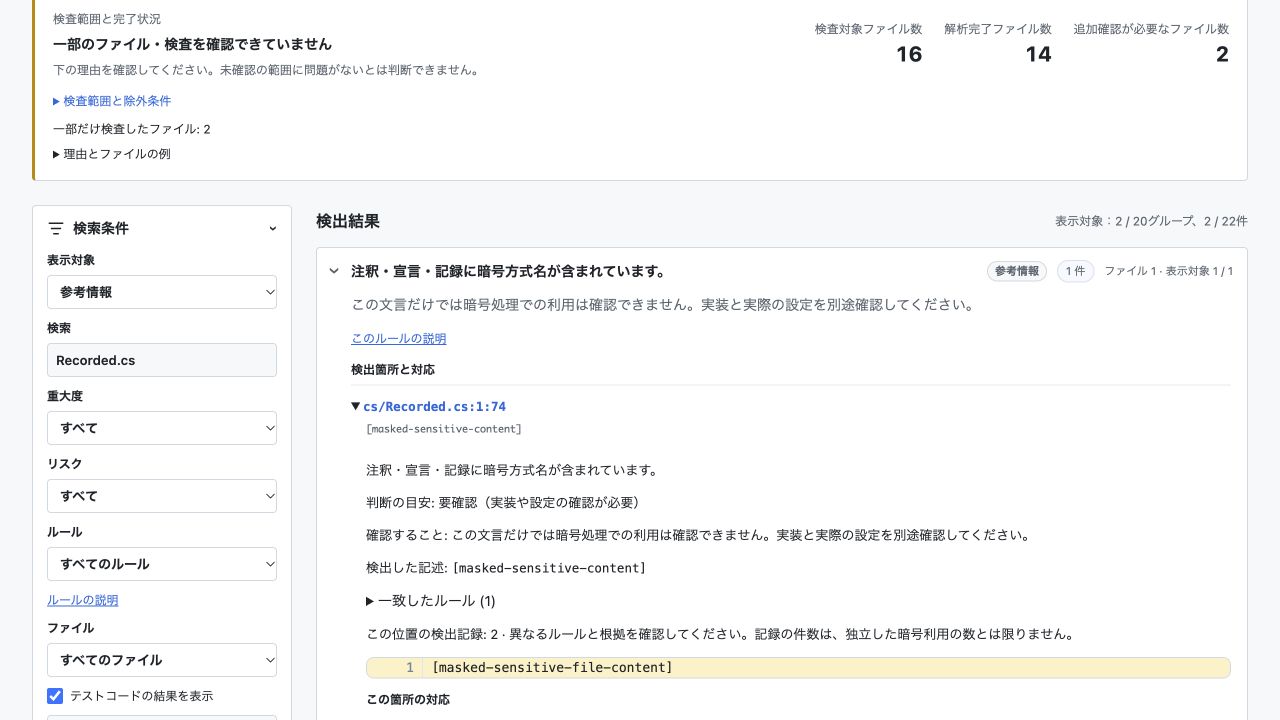 検査範囲と完了状況
一部のファイル・検査を確認できていません
下の理由を確認してください。未確認の範囲に問題がないとは判断できません。
検査対象ファイル数
16
解析完了ファイル数
14
追加確認が必要なファイル数
2
▶ 検査範囲と除外条件
一部だけ検査したファイル: 2
▶ 理由とファイルの例
検索条件
表示対象
参考情報
検索
Recorded.cs
重大度
すべて
リスク
すべて
ルール
すべてのルール
ルールの説明
ファイル
すべてのファイル
テストコードの結果を表示
検出結果
表示対象：2 / 20グループ、2 / 22件
注釈・宣言・記録に暗号方式名が含まれています。
参考情報
1 件
ファイル 1 · 表示対象 1 / 1
この文言だけでは暗号処理での利用は確認できません。実装と実際の設定を別途確認してください。
このルールの説明
検出箇所と対応
▼ cs/Recorded.cs:1:74
[masked-sensitive-content]
注釈・宣言・記録に暗号方式名が含まれています。
判断の目安: 要確認（実装や設定の確認が必要）
確認すること: この文言だけでは暗号処理での利用は確認できません。実装と実際の設定を別途確認してください。
検出した記述: [masked-sensitive-content]
▶ 一致したルール (1)
この位置の検出記録: 2 · 異なるルールと根拠を確認してください。記録の件数は、独立した暗号利用の数とは限りません。
1 [masked-sensitive-file-content]
この箇所の対応